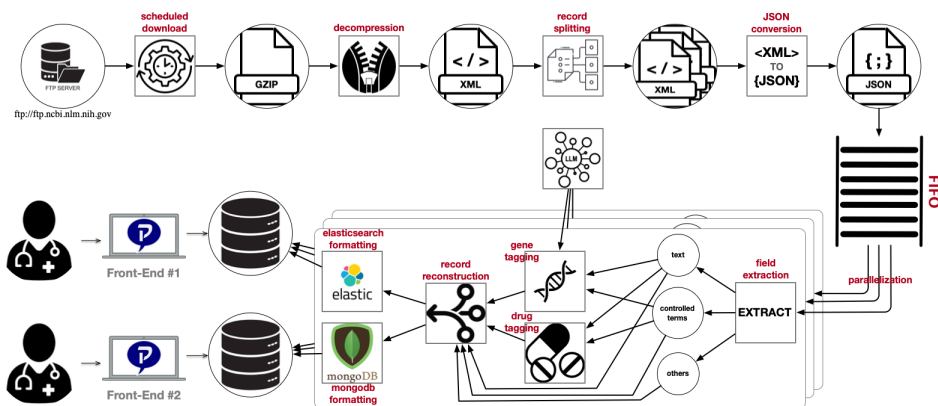 scheduled
download
decompression
record
splitting
JSON
conversion
FTP SERVER
GZIP
</>
XML
</>
XML
<XML>
TO
{JSON}
{;}
JSON
ftp://ftp.ncbi.nlm.nih.gov
LLM
FIFO
elasticsearch
formatting
gene
tagging
text
record
reconstruction
field
extraction
parallelization
Front-End #1
elastic
controlled
terms
EXTRACT
drug
tagging
others
mongoDB
mongodb
formatting
Front-End #2